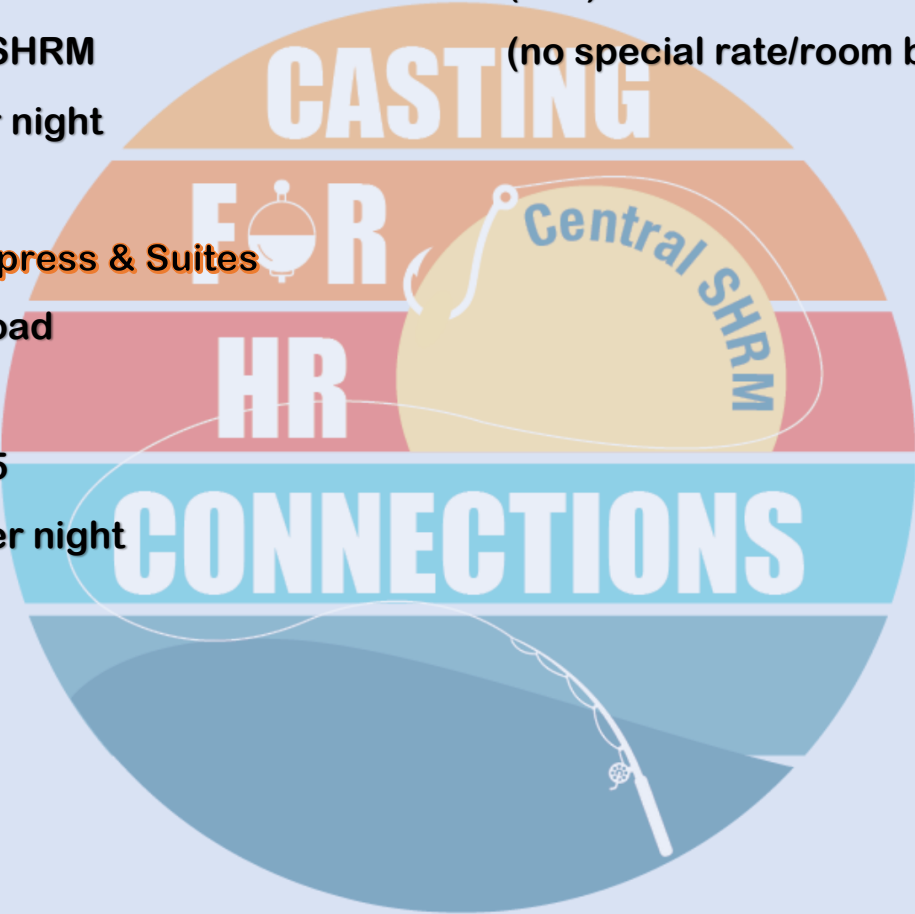 SHRM
(no special rate/room b
CASTING
r night
F R
press & Suites
Central SHRM
oad
HR
5
er night
CONNECTIONS